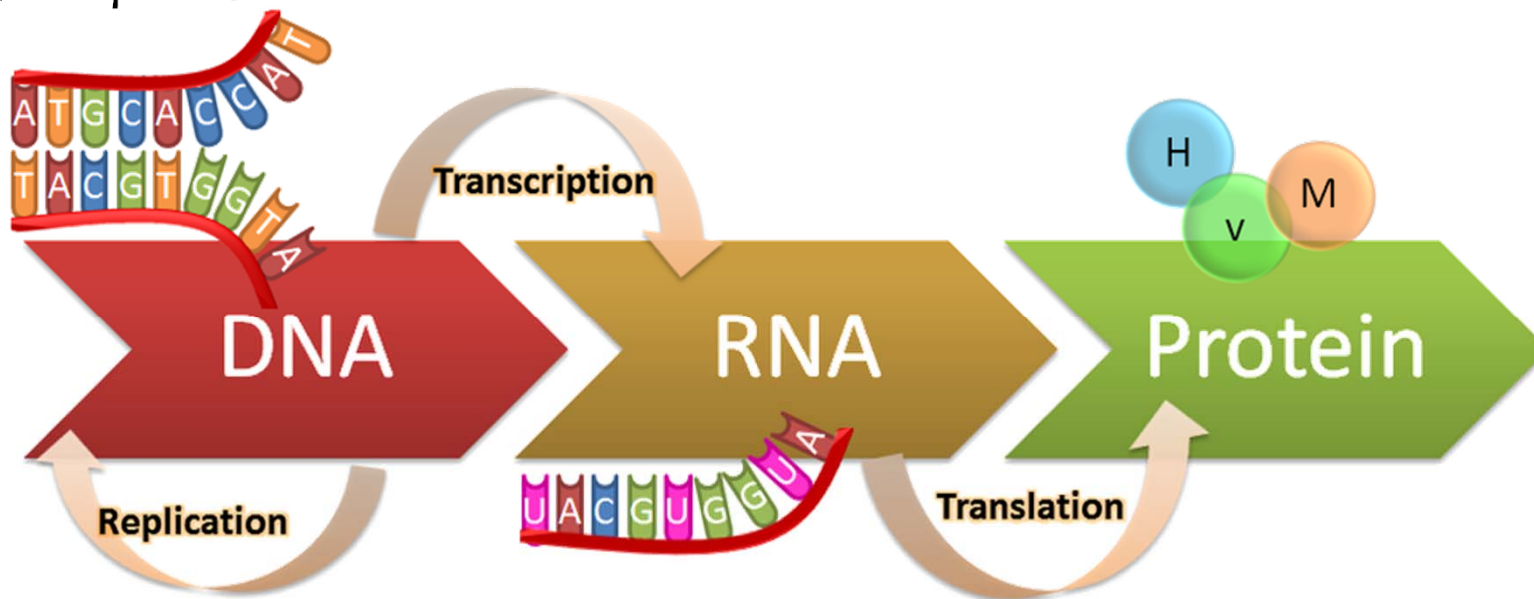 ATGCACCAT
TACGTGGTA
Transcription
H
V
M
DNA
RNA
Protein
Replication
UACGUGGUA
Translation